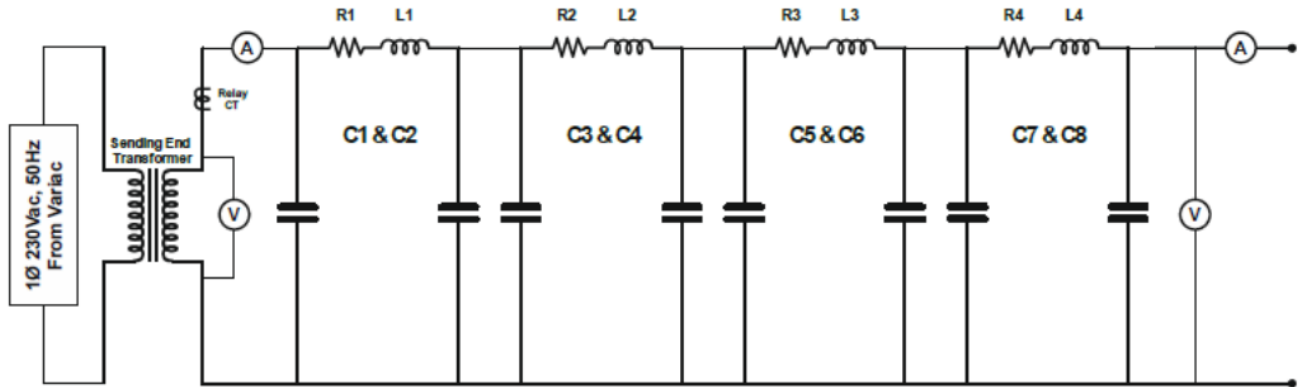 R1 L1 R2 L2 R3 L3 R4 L4
A A
Relay
CT
C1 & C2 C3 & C4 C5 & C6 C7 & C8
Sending End
Transformer
1Ø 230Vac, 50Hz
From Variac
V V